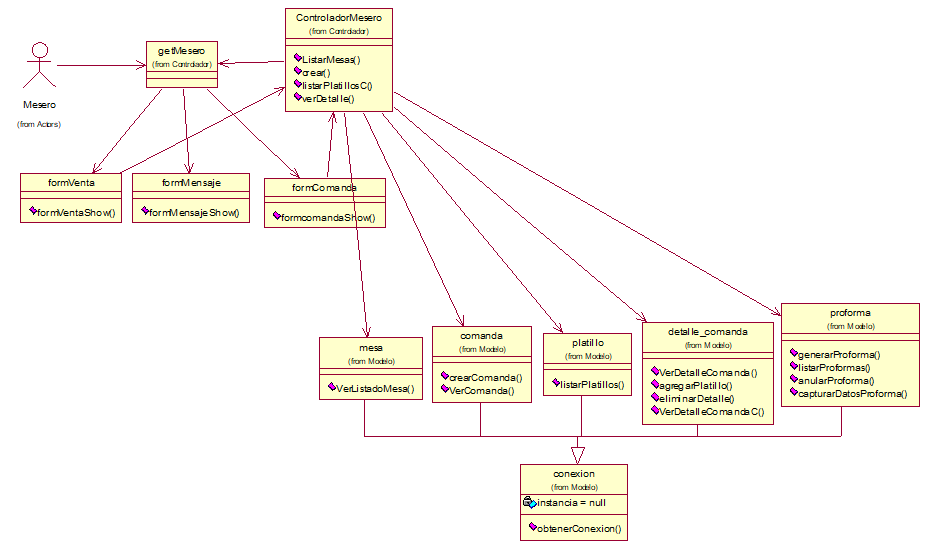 ControladorMesero
(from Controlador)
ListarMesas()
crear()
listarPlatillosC()
verDetalle()
getMesero
(from Controlador)
Mesero
(from Actors)
formVenta
formVentaShow()
formMensaje
formMensajeShow()
formComanda
formcomandaShow()
mesa
(from Modelo)
VerListadoMesa()
comanda
(from Modelo)
crearComanda()
VerComanda()
platillo
(from Modelo)
listarPlatillos()
detalle_comanda
(from Modelo)
VerDetalleComanda()
agregarPlatillo()
eliminarDetalle()
VerDetalleComandaC()
proforma
(from Modelo)
generarProforma()
listarProformas()
anularProforma()
capturarDatosProforma()
conexion
(from Modelo)
instancia = null
obtenerConexion()